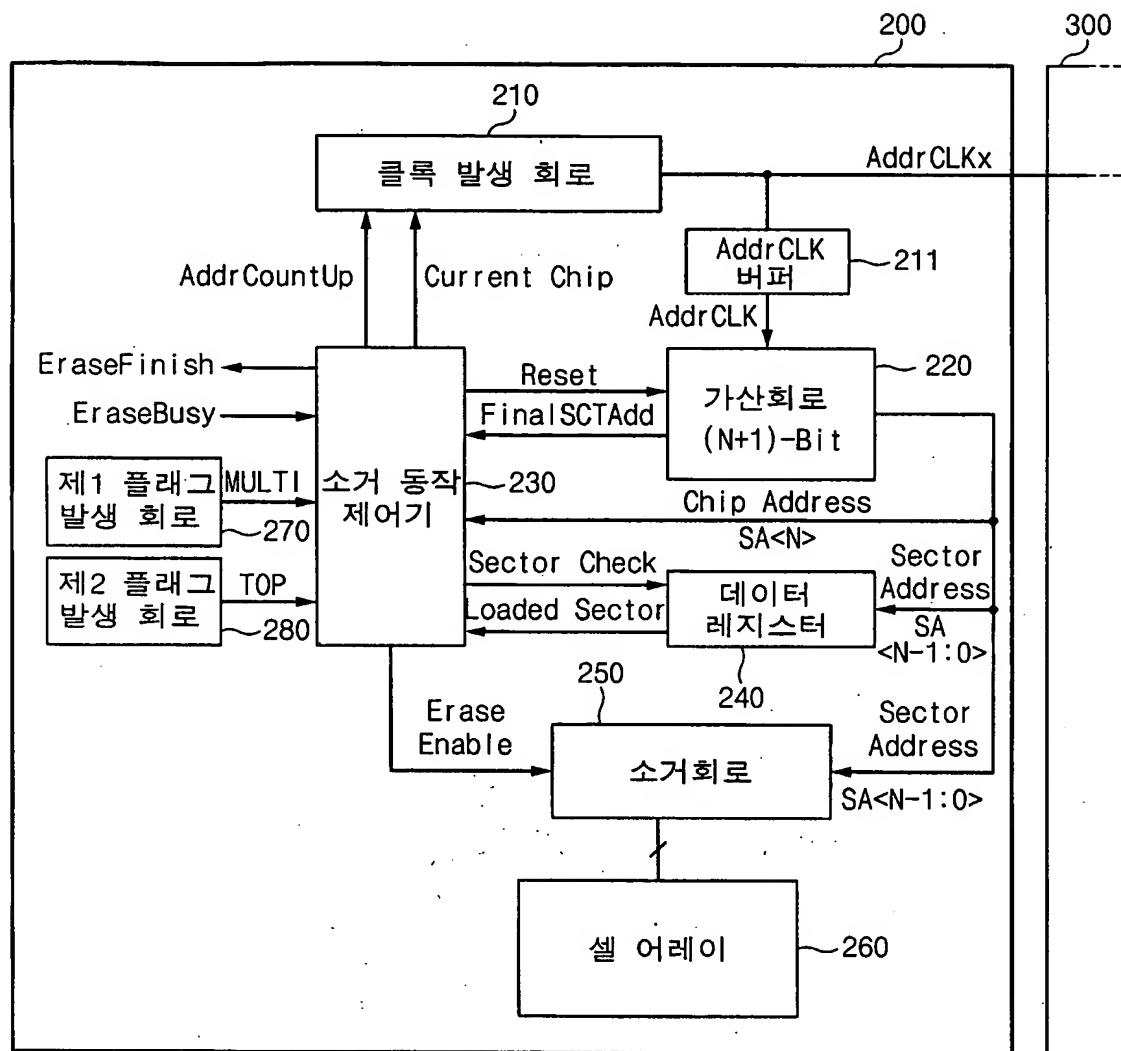 200
300
210
클록 발생 회로
AddrCLKx
AddrCLK
버퍼
211
AddrCountUp
Current Chip
AddrCLK
EraseFinish
EraseBusy
Reset
FinalSCTAdd
가산회로
(N+1)-Bit
220
제1 플래그
발생 회로
MULTI
270
소거 동작
제어기
230
Chip Address
SA<N>
제2 플래그
발생 회로
TOP
280
Sector Check
Loaded Sector
데이터
레지스터
240
Sector
Address
SA
<N-1:0>
Erase
Enable
250
소거회로
Sector
Address
SA<N-1:0>
셀 어레이
260